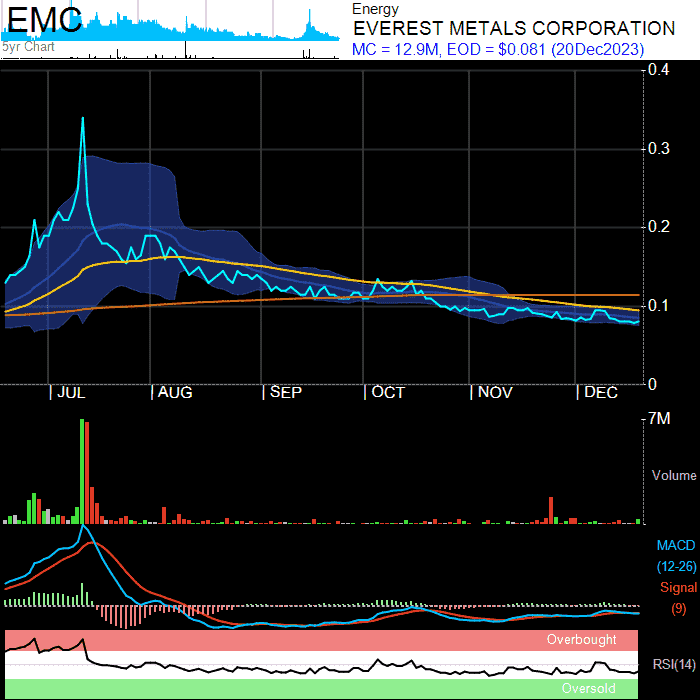 EMC
5yr Chart
Energy
EVEREST METALS CORPORATION
MC = 12.9M, EOD = $0.081 (20Dec2023)
0.4
0.3
0.2
0.1
0
JUL
AUG
SEP
OCT
NOV
DEC
7M
Volume
MACD
(12-26)
Signal
(9)
Overbought
RSI(14)
Oversold